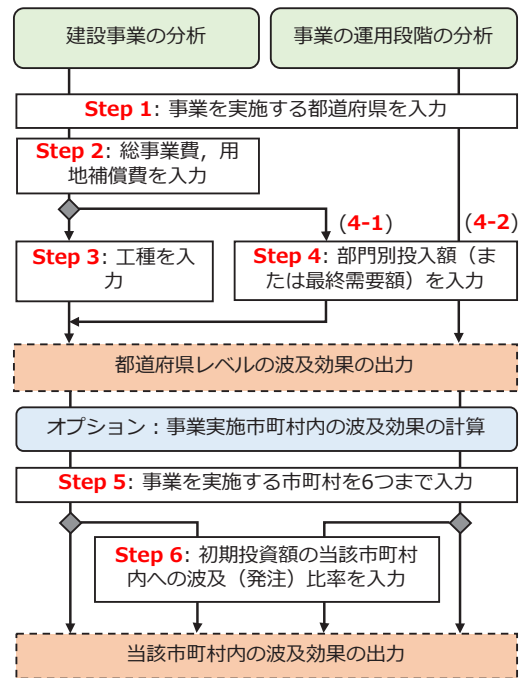 建設事業の分析
事業の運用段階の分析
Step 1: 事業を実施する都道府県を入力
Step 2: 総事業費，用
地補償費を入力
(4-1)
(4-2)
Step 3: 工種を入
力
Step 4: 部門別投入額（ま
たは最終需要額）を入力
都道府県レベルの波及効果の出力
オプション：事業実施市町村内の波及効果の計算
Step 5: 事業を実施する市町村を6つまで入力
Step 6: 初期投資額の当該市町村
内への波及（発注）比率を入力
当該市町村内の波及効果の出力